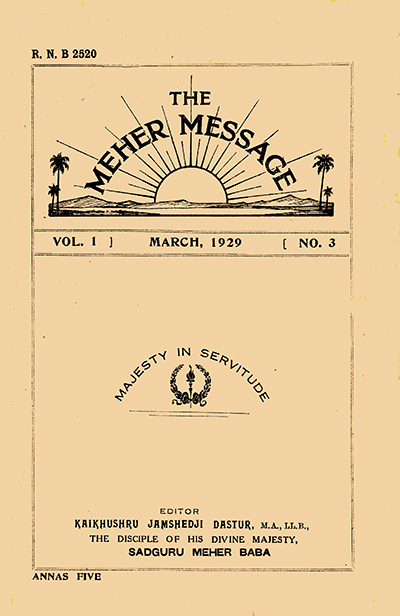 R. N. B 2520
THE
MEHER MESSAGE
VOL. 1 ] MARCH, 1929 [ NO. 3
MAJESTY IN SERVITUDE
EDITOR
KAIKHUSHRU JAMSHEDJI DASTUR, M.A., LL.B.,
THE DISCIPLE OF HIS DIVINE MAJESTY,
SADGURU MEHER BABA
ANNAS FIVE